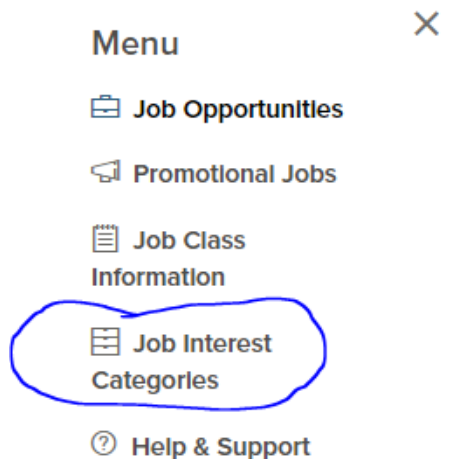 Menu
Job Opportunities
Promotional Jobs
Job Class
Information
Job Interest
Categories
Help & Support